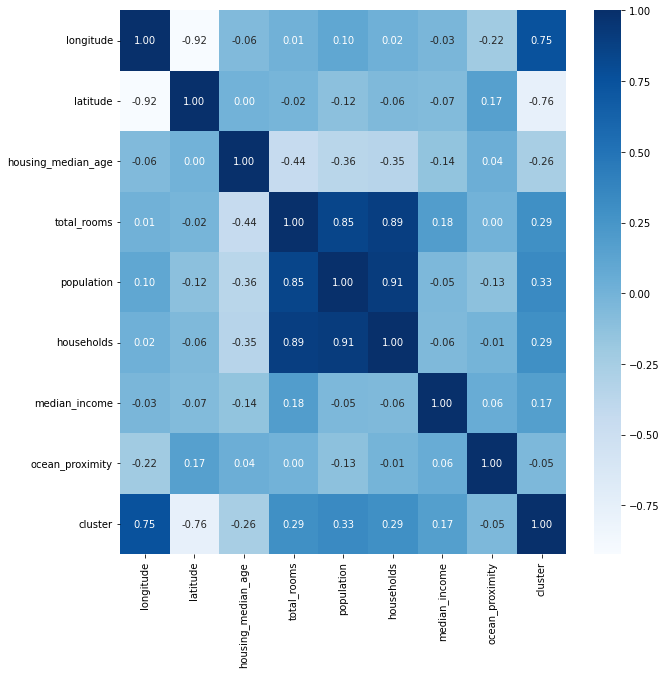 longitude 1.00 -0.92 -0.06 0.01 0.10 0.02 -0.03 -0.22 0.75
latitude -0.92 1.00 0.00 -0.02 -0.12 -0.06 -0.07 0.17 -0.76
housing_median_age -0.06 0.00 1.00 -0.44 -0.36 -0.35 -0.14 0.04 -0.26
total_rooms 0.01 -0.02 -0.44 1.00 0.85 0.89 0.18 0.00 0.29
population 0.10 -0.12 -0.36 0.85 1.00 0.91 -0.05 -0.13 0.33
households 0.02 -0.06 -0.35 0.89 0.91 1.00 -0.06 -0.01 0.29
median_income -0.03 -0.07 -0.14 0.18 -0.05 -0.06 1.00 0.06 0.17
ocean_proximity -0.22 0.17 0.04 0.00 -0.13 -0.01 0.06 1.00 -0.05
cluster 0.75 -0.76 -0.26 0.29 0.33 0.29 0.17 -0.05 1.00
longitude
latitude
housing_median_age
total_rooms
population
households
median_income
ocean_proximity
cluster
1.00
0.75
0.50
0.25
0.00
−0.25
−0.50
−0.75